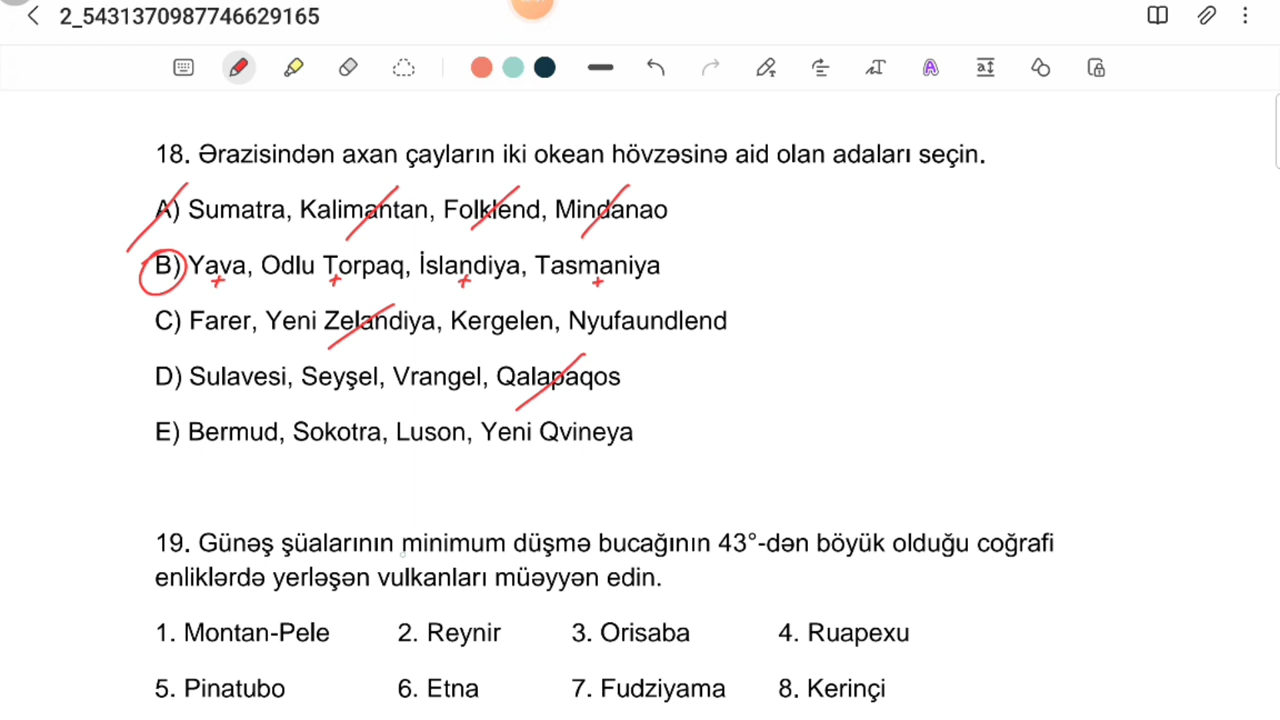 2_5431370987746629165
18. Ərazisindən axan çayların iki okean hövzəsinə aid olan adaları seçin.
A) Sumatra, Kalimantan, Folklend, Mindanao
B) Yava, Odlu Torpaq, İslandiya, Tasmaniya
C) Farer, Yeni Zelandiya, Kergelen, Nyufaundlend
D) Sulavesi, Seyşel, Vrangel, Qalapaqos
E) Bermud, Sokotra, Luson, Yeni Qvineya
19. Günəş şüalarının minimum düşmə bucağının 43°-dən böyük olduğu coğrafi
enliklərdə yerləşən vulkanları müəyyən edin.
1. Montan-Pele 2. Reynir 3. Orisaba 4. Ruapexu
5. Pinatubo 6. Etna 7. Fudziyama 8. Kerinçi